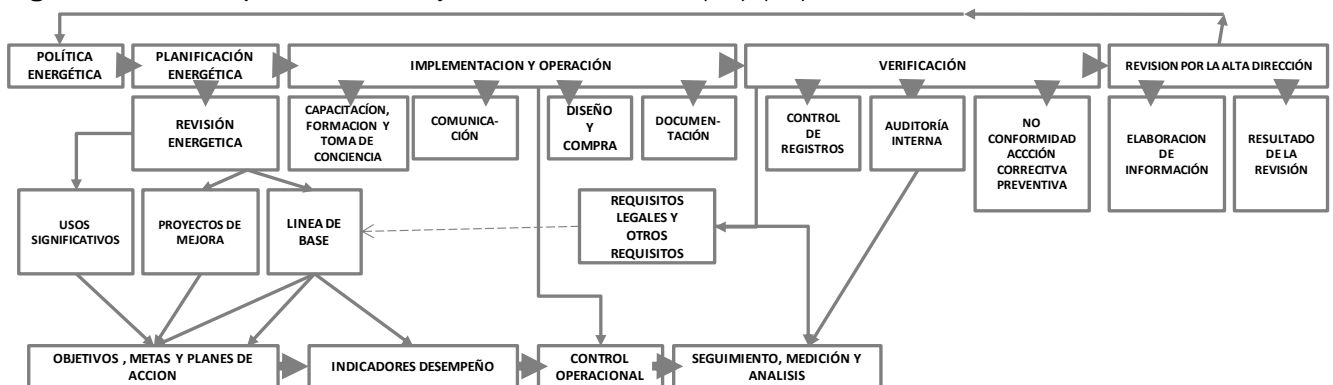 POLÍTICA
ENERGÉTICA
PLANIFICACIÓN
ENERGÉTICA
IMPLEMENTACION Y OPERACIÓN
VERIFICACIÓN
REVISION POR LA ALTA DIRECCIÓN
REVISIÓN
ENERGETICA
CAPACITACÍON,
FORMACION Y
TOMA DE
CONCIENCIA
COMUNICA-
CIÓN
DISEÑO
Y
COMPRA
DOCUMEN-
TACIÓN
CONTROL
DE
REGISTROS
AUDITORÍA
INTERNA
NO
CONFORMIDAD
ACCCIÓN
CORRECITVA
PREVENTIVA
ELABORACION
DE
INFORMACIÓN
RESULTADO
DE LA
REVISIÓN
USOS
SIGNIFICATIVOS
PROYECTOS DE
MEJORA
LINEA DE
BASE
REQUISITOS
LEGALES Y
OTROS
REQUISITOS
OBJETIVOS , METAS Y PLANES DE
ACCION
INDICADORES DESEMPEÑO
CONTROL
OPERACIONAL
SEGUIMIENTO, MEDICIÓN Y
ANALISIS